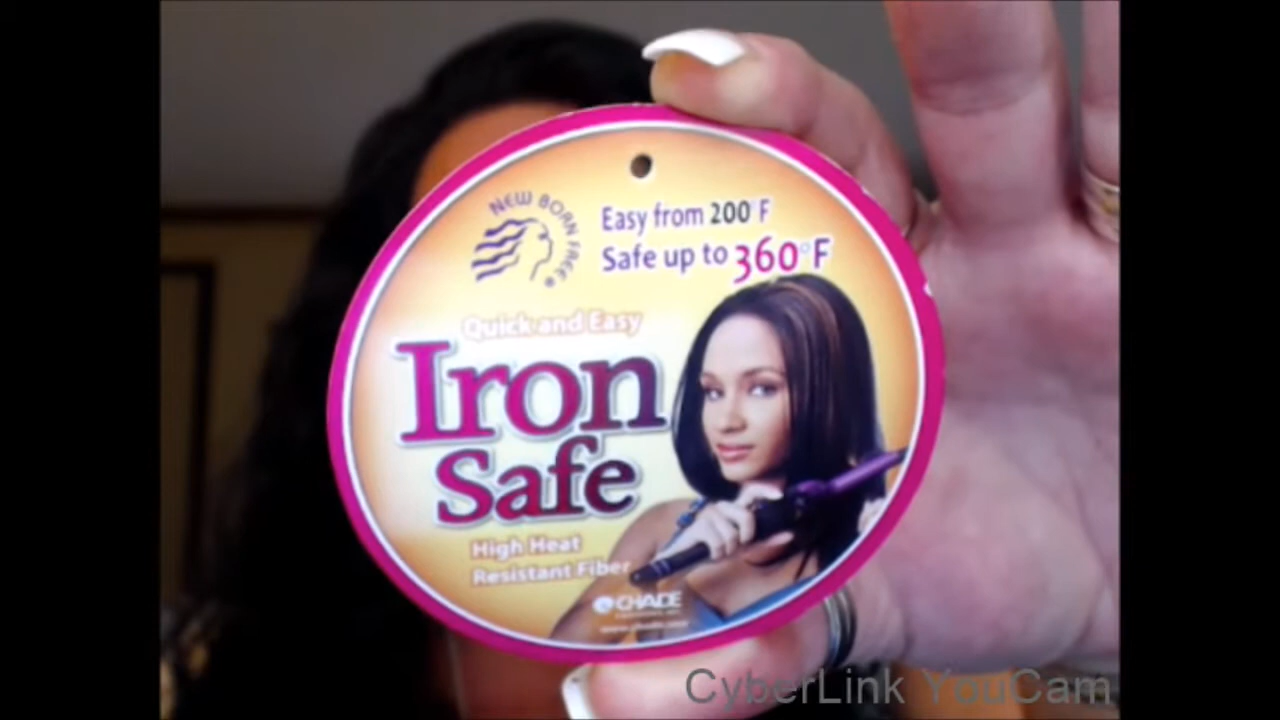 NEW BORN FREE®
Easy from 200°F
Safe up to 360°F
Quick and Easy
Iron
Safe
High Heat
Resistant Fiber
CHADE
CyberLink YouCam